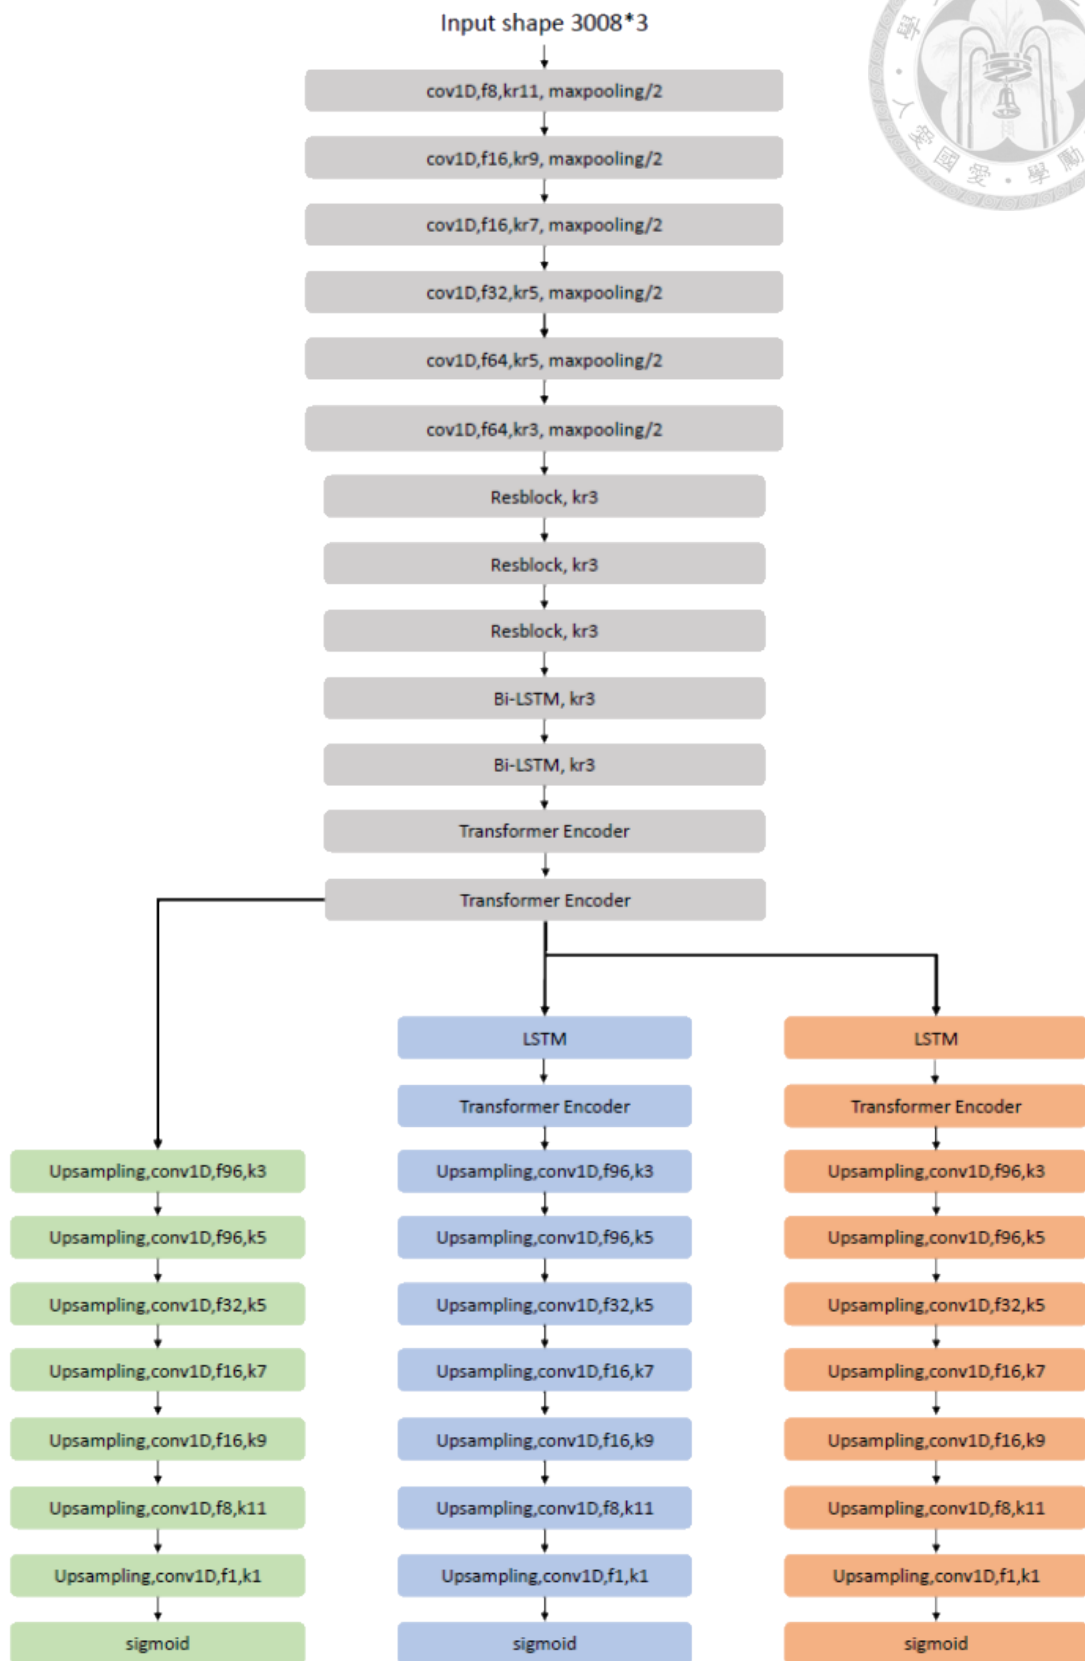 Input shape 3008*3
cov1D,f8,kr11, maxpooling/2
cov1D,f16,kr9, maxpooling/2
cov1D,f16,kr7, maxpooling/2
cov1D,f32,kr5, maxpooling/2
cov1D,f64,kr5, maxpooling/2
cov1D,f64,kr3, maxpooling/2
Resblock, kr3
Resblock, kr3
Resblock, kr3
Bi-LSTM, kr3
Bi-LSTM, kr3
Transformer Encoder
Transformer Encoder
LSTM
LSTM
Transformer Encoder
Transformer Encoder
Upsampling,conv1D,f96,k3
Upsampling,conv1D,f96,k3
Upsampling,conv1D,f96,k3
Upsampling,conv1D,f96,k5
Upsampling,conv1D,f96,k5
Upsampling,conv1D,f96,k5
Upsampling,conv1D,f32,k5
Upsampling,conv1D,f32,k5
Upsampling,conv1D,f32,k5
Upsampling,conv1D,f16,k7
Upsampling,conv1D,f16,k7
Upsampling,conv1D,f16,k7
Upsampling,conv1D,f16,k9
Upsampling,conv1D,f16,k9
Upsampling,conv1D,f16,k9
Upsampling,conv1D,f8,k11
Upsampling,conv1D,f8,k11
Upsampling,conv1D,f8,k11
Upsampling,conv1D,f1,k1
Upsampling,conv1D,f1,k1
Upsampling,conv1D,f1,k1
sigmoid
sigmoid
sigmoid
學
人愛國愛・學勵